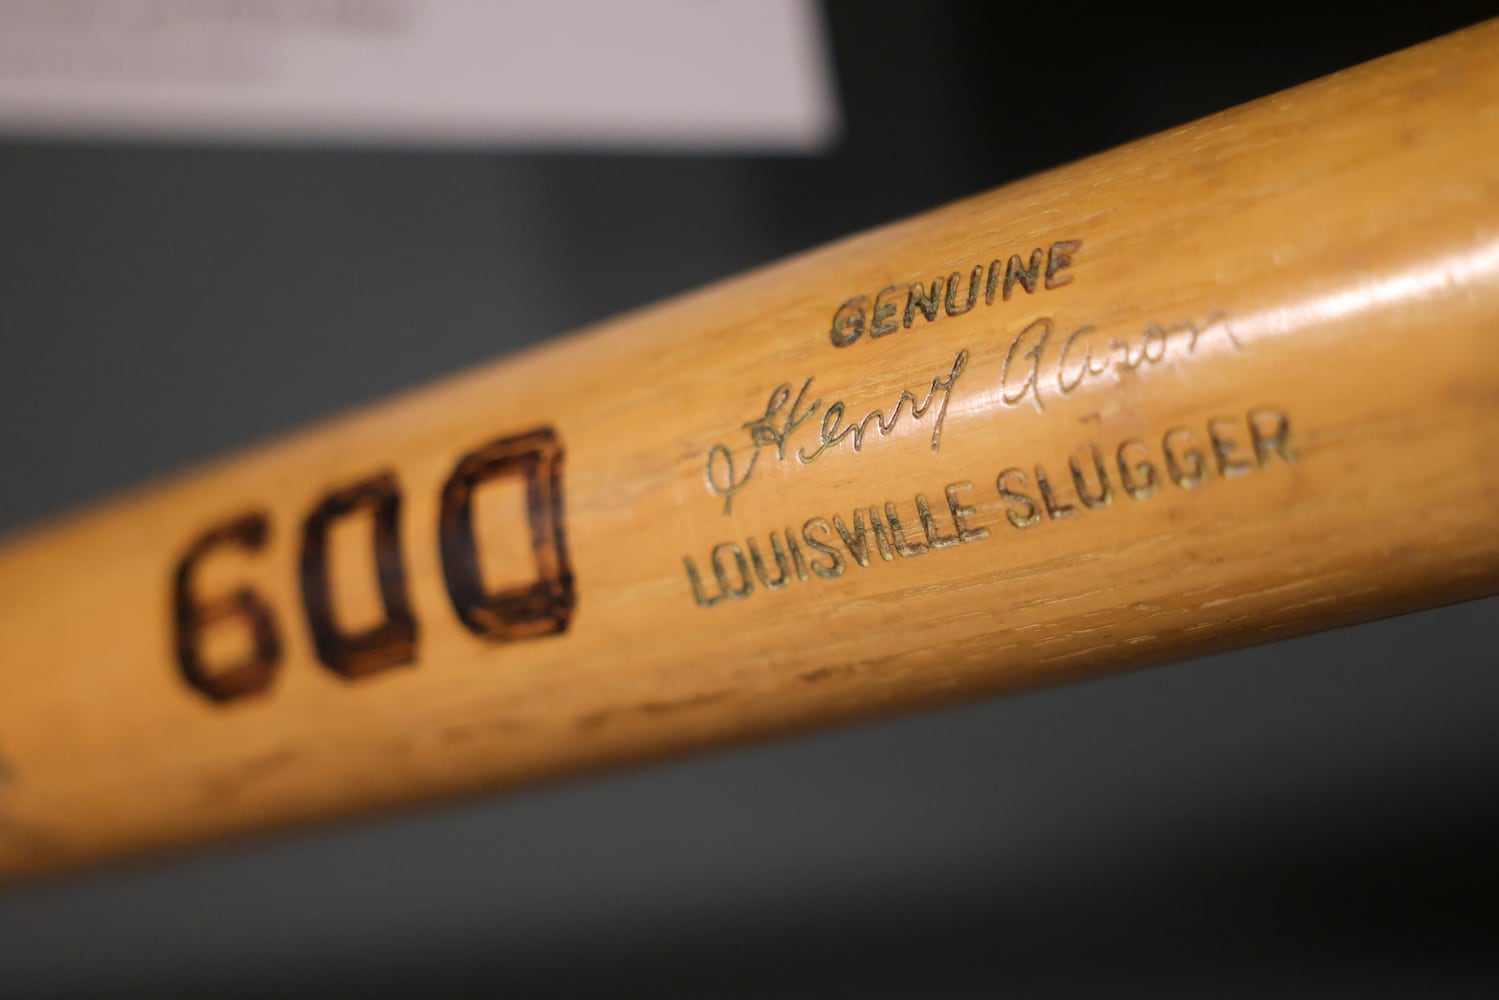 600
GENUINE
Henry Aaron
LOUISVILLE SLUGGER